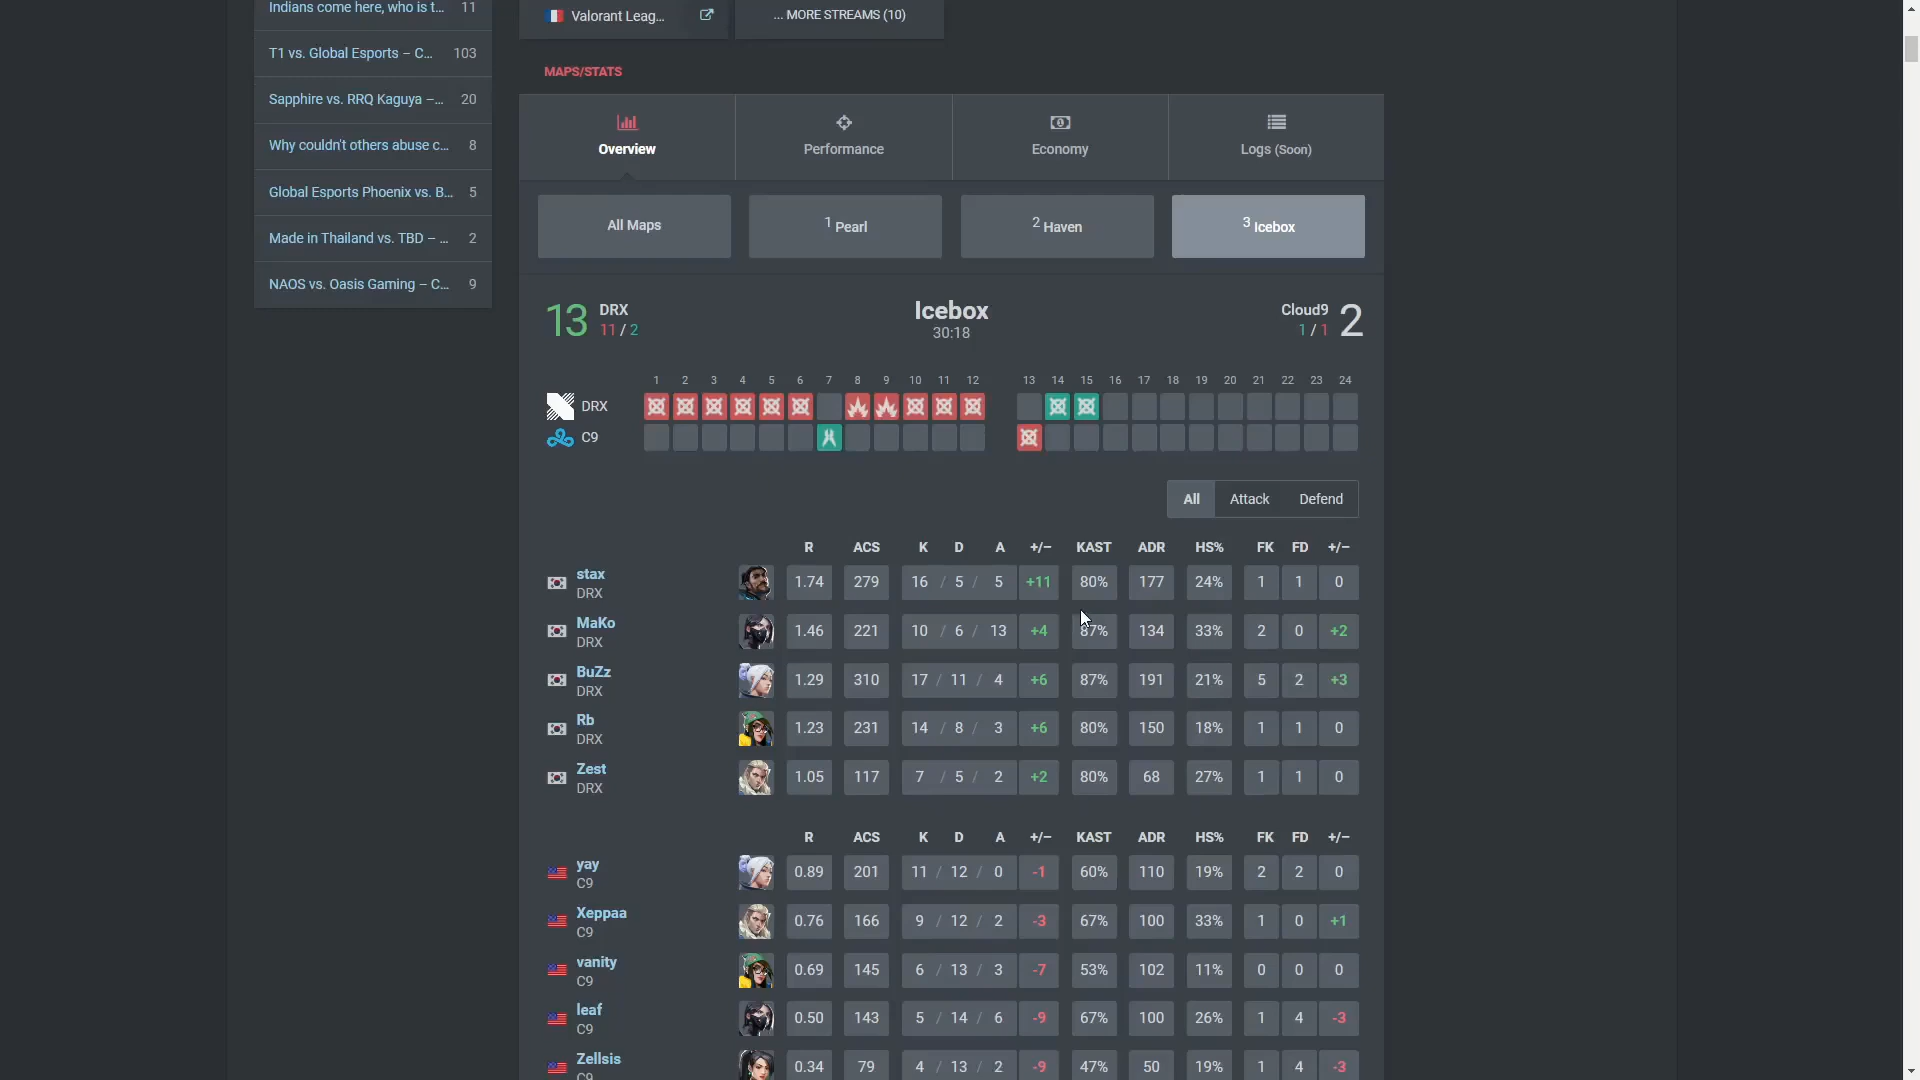 Indians come here, who is t... 11
T1 vs. Global Esports – C... 103
Sapphire vs. RRQ Kaguya –... 20
Why couldn't others abuse c... 8
Global Esports Phoenix vs. B... 5
Made in Thailand vs. TBD – ... 2
NAOS vs. Oasis Gaming – C... 9
Valorant Leag...
... MORE STREAMS (10)
MAPS/STATS
Overview
Performance
Economy
Logs (Soon)
All Maps
1 Pearl
2 Haven
3 Icebox
13 DRX 11 / 2
Icebox
30:18
Cloud9 1 / 1 2
1 2 3 4 5 6 7 8 9 10 11 12 13 14 15 16 17 18 19 20 21 22 23 24
DRX
C9
All Attack Defend
R ACS K D A +/– KAST ADR HS% FK FD +/–
stax
DRX
1.74 279 16 / 5 / 5 +11 80% 177 24% 1 1 0
MaKo
DRX
1.46 221 10 / 6 / 13 +4 87% 134 33% 2 0 +2
BuZz
DRX
1.29 310 17 / 11 / 4 +6 87% 191 21% 5 2 +3
Rb
DRX
1.23 231 14 / 8 / 3 +6 80% 150 18% 1 1 0
Zest
DRX
1.05 117 7 / 5 / 2 +2 80% 68 27% 1 1 0
R ACS K D A +/– KAST ADR HS% FK FD +/–
yay
C9
0.89 201 11 / 12 / 0 -1 60% 110 19% 2 2 0
Xeppaa
C9
0.76 166 9 / 12 / 2 -3 67% 100 33% 1 0 +1
vanity
C9
0.69 145 6 / 13 / 3 -7 53% 102 11% 0 0 0
leaf
C9
0.50 143 5 / 14 / 6 -9 67% 100 26% 1 4 -3
Zellsis
C9
0.34 79 4 / 13 / 2 -9 47% 50 19% 1 4 -3